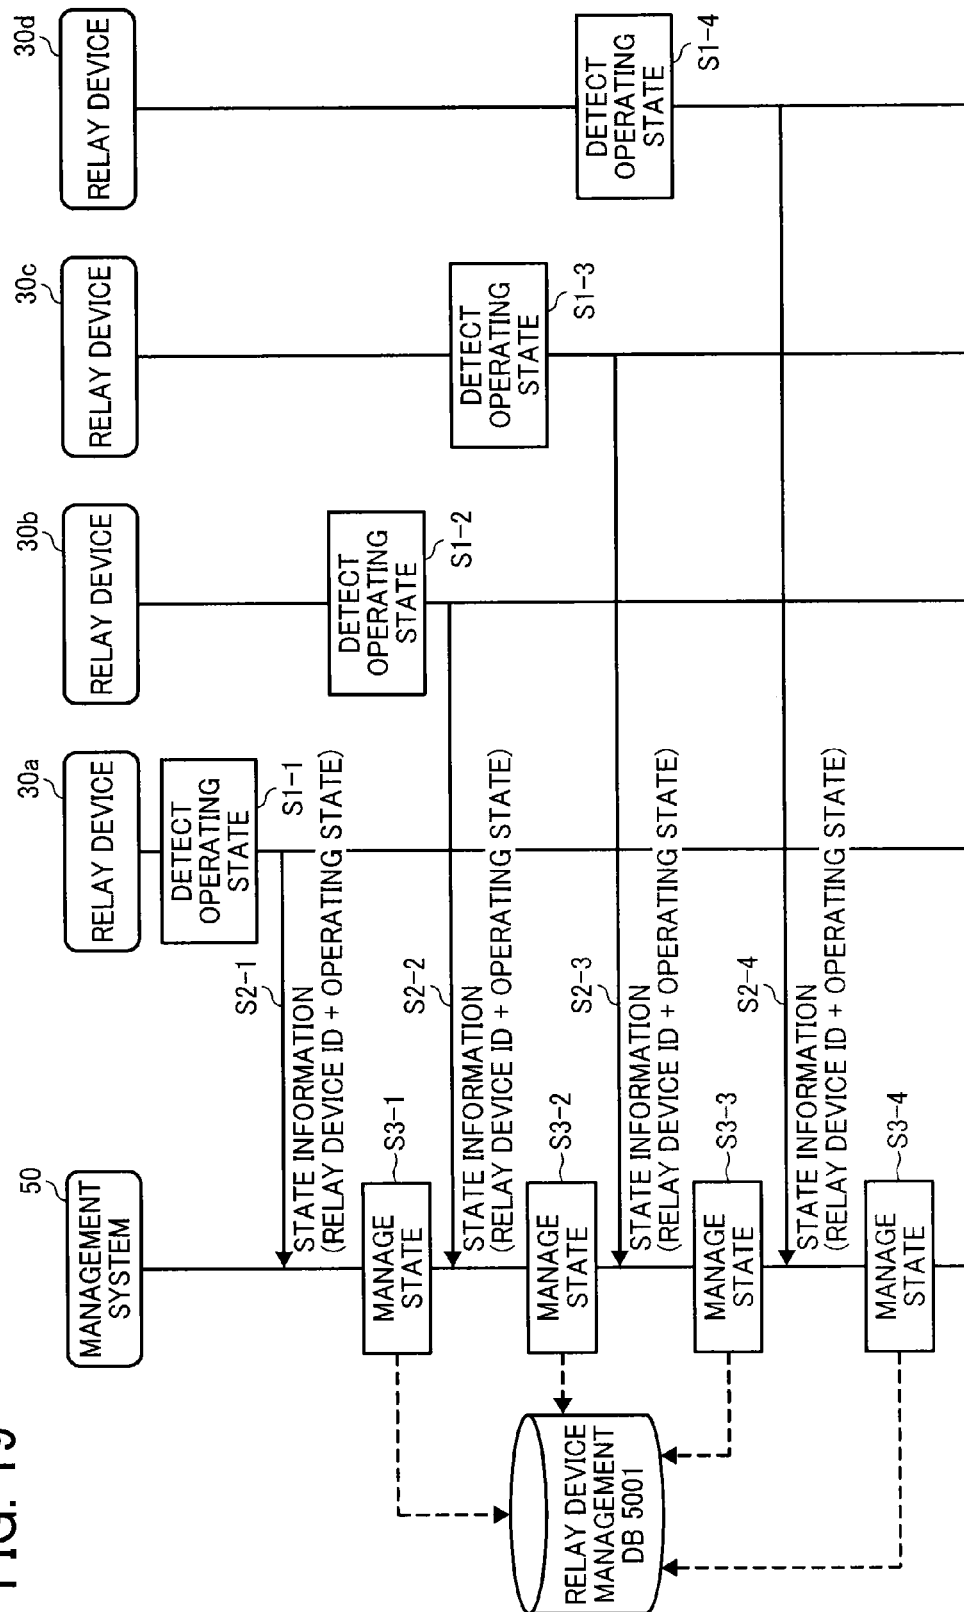 FIG. 19
50
MANAGEMENT
SYSTEM
30a
RELAY DEVICE
30b
RELAY DEVICE
30c
RELAY DEVICE
30d
RELAY DEVICE
DETECT
OPERATING
STATE
S1-1
S2-1
STATE INFORMATION
(RELAY DEVICE ID + OPERATING STATE)
MANAGE
STATE
S3-1
DETECT
OPERATING
STATE
S1-2
S2-2
STATE INFORMATION
(RELAY DEVICE ID + OPERATING STATE)
MANAGE
STATE
S3-2
DETECT
OPERATING
STATE
S1-3
S2-3
STATE INFORMATION
(RELAY DEVICE ID + OPERATING STATE)
MANAGE
STATE
S3-3
DETECT
OPERATING
STATE
S1-4
S2-4
STATE INFORMATION
(RELAY DEVICE ID + OPERATING STATE)
MANAGE
STATE
S3-4
RELAY DEVICE
MANAGEMENT
DB 5001